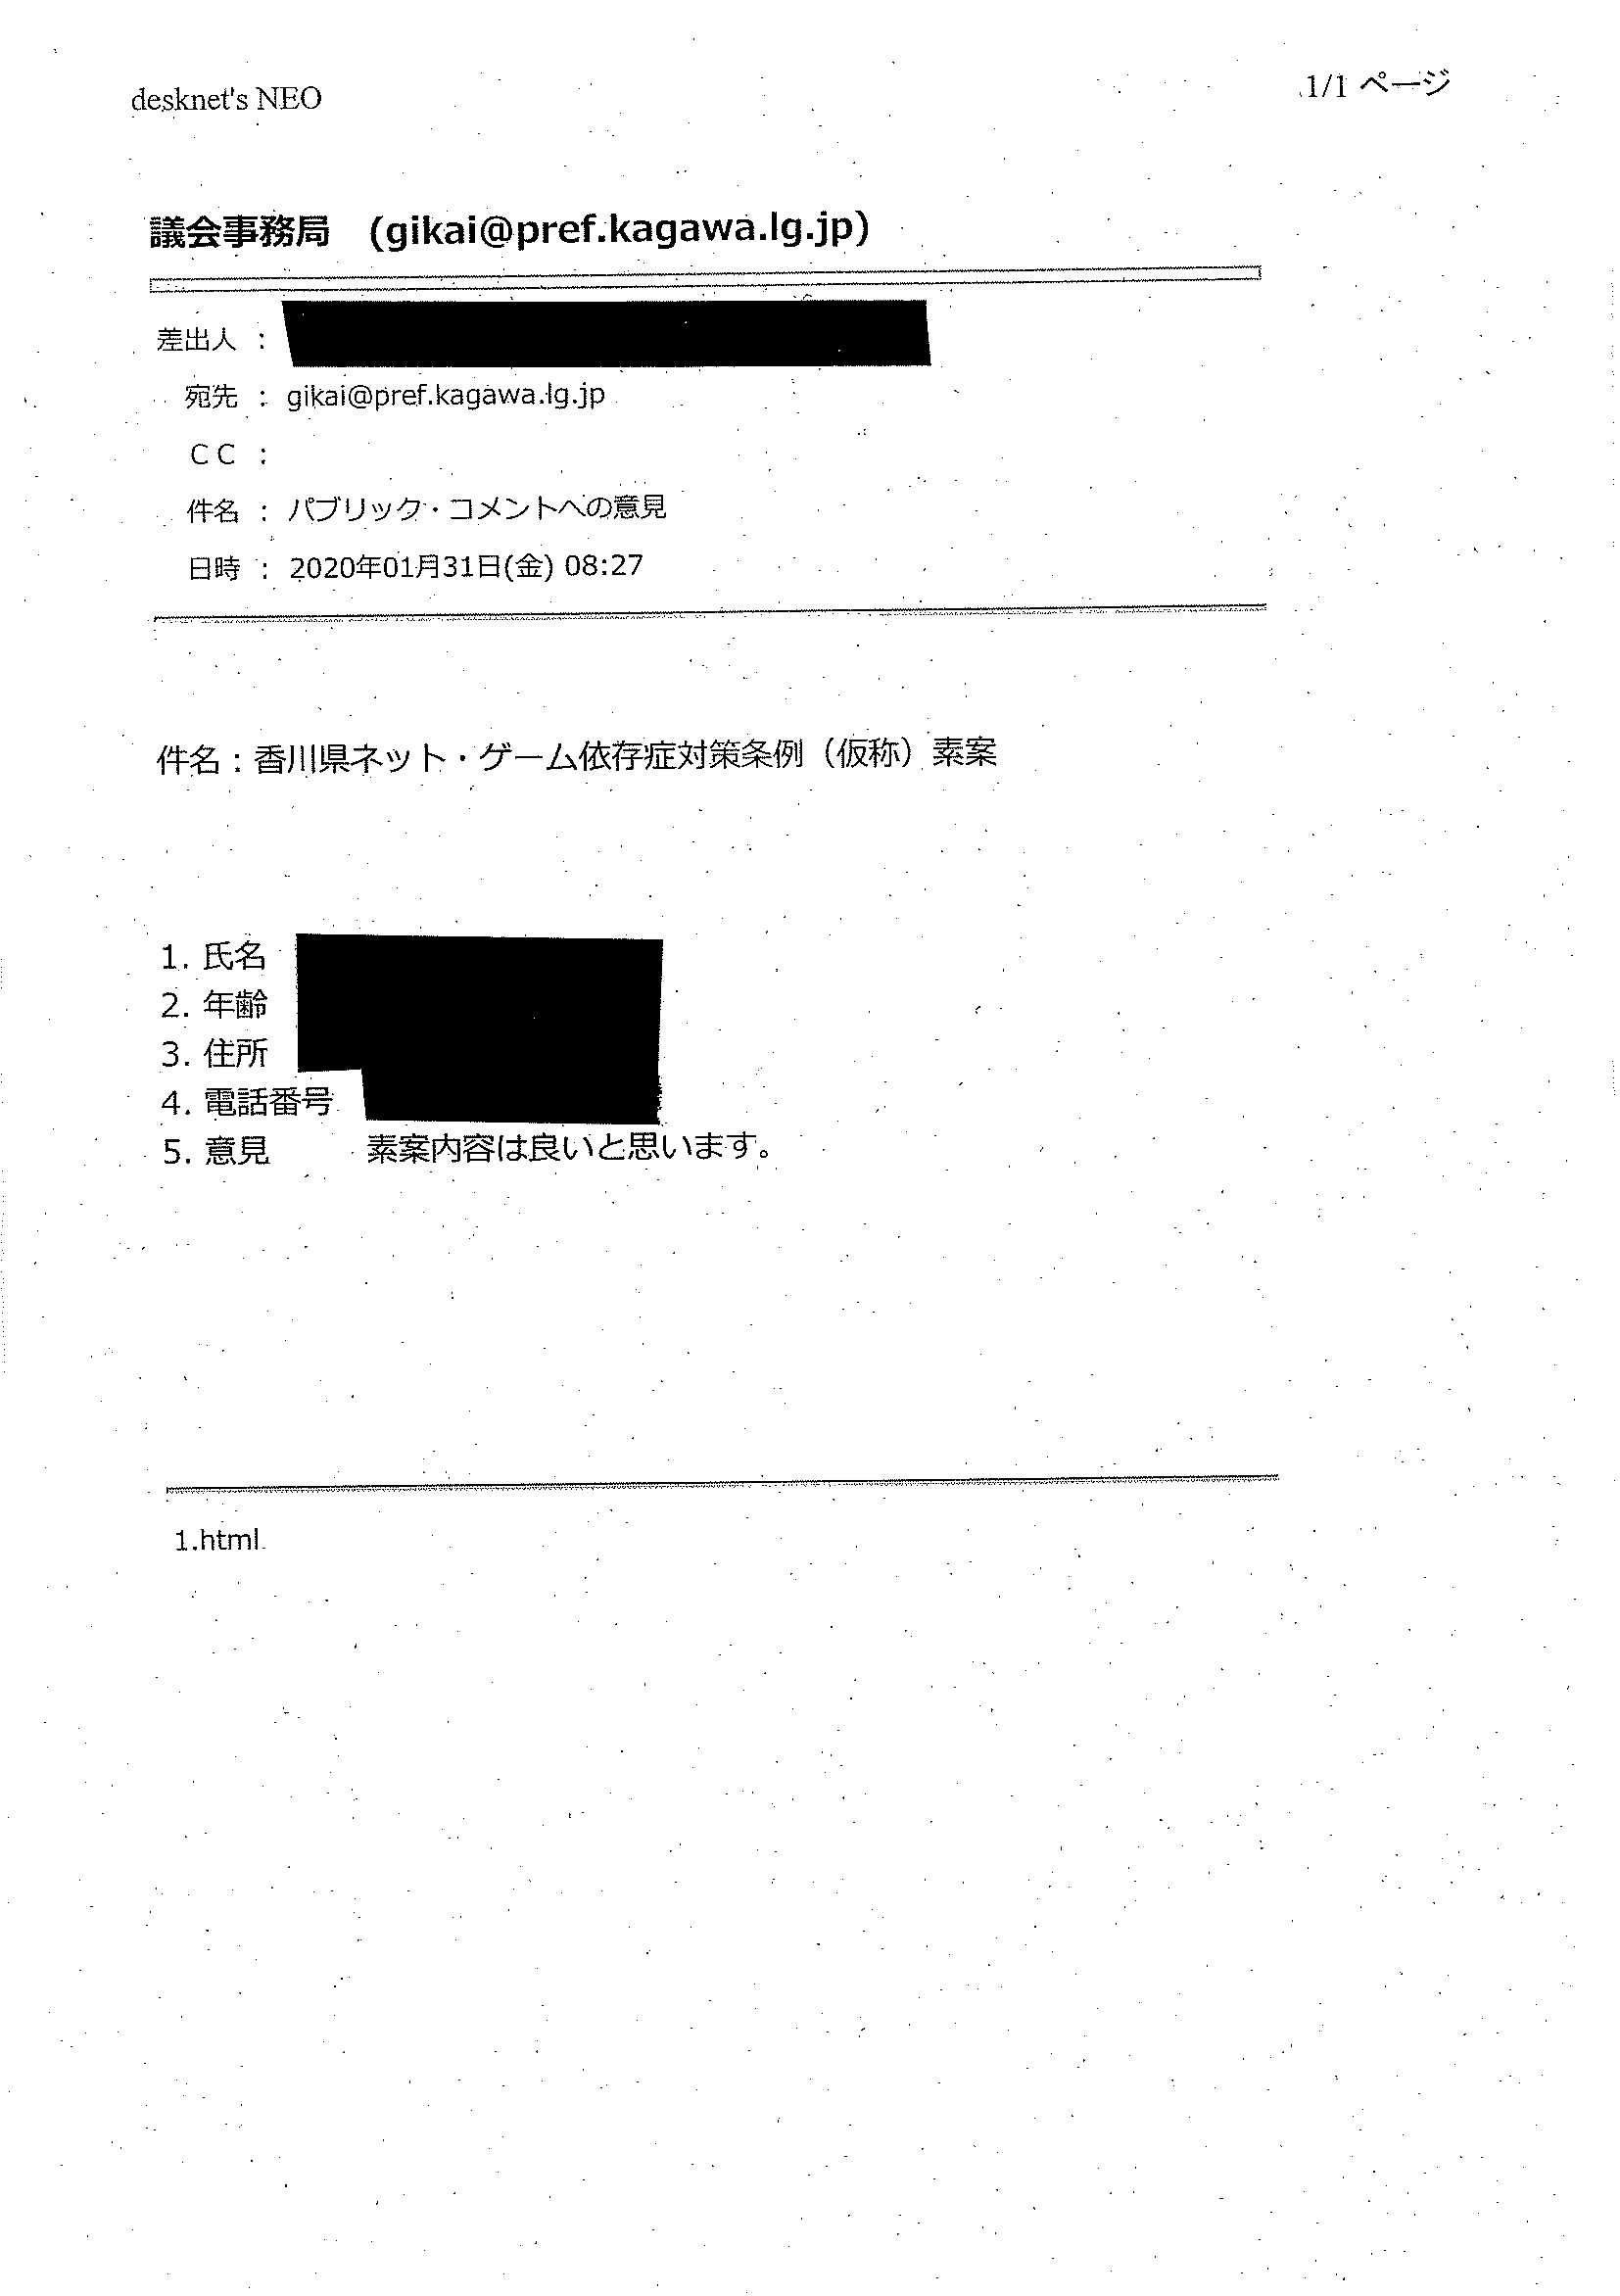 desknet's NEO
1/1 ページ
議会事務局　(gikai@pref.kagawa.lg.jp)
差出人 ：
宛先 ： gikai@pref.kagawa.lg.jp
ＣＣ ：
件名 ： パブリック・コメントへの意見
日時 ： 2020年01月31日(金) 08:27
件名：香川県ネット・ゲーム依存症対策条例（仮称）素案
1. 氏名
2. 年齢
3. 住所
4. 電話番号
5. 意見　　　素案内容は良いと思います。
1.html